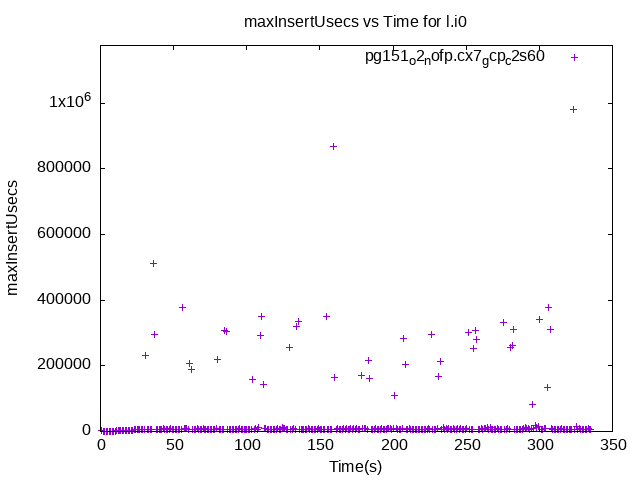 maxInsertUsecs vs Time for l.i0
pg151o2nofp.cx7gcpc2s60
1x10^6
800000
600000
400000
200000
0
maxInsertUsecs
0 50 100 150 200 250 300 350
Time(s)